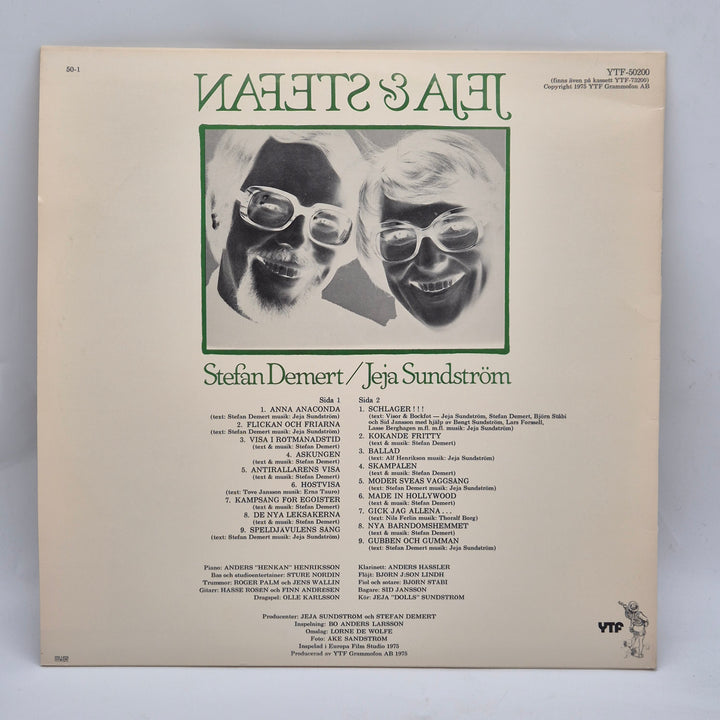 50-1
YTF-50200
(finns även på kassett YTF-73200)
Copyright 1975 YTF Grammofon AB
JEJA & STEFAN
Stefan Demert/Jeja Sundström
Sida 1
1. ANNA ANACONDA
(text: Stefan Demert musik: Jeja Sundström)
2. FLICKAN OCH FRIARNA
(text: Stefan Demert musik: Jeja Sundström)
3. VISA I RÖTMÅNADSTID
(text & musik: Stefan Demert)
4. ASKUNGEN
(text & musik: Stefan Demert)
5. ANTIRALLARENS VISA
(text & musik: Stefan Demert)
6. HÖSTVISA
(text: Tove Jansson musik: Erna Tauro)
7. KAMPSÅNG FÖR EGOISTER
(text & musik: Stefan Demert)
8. DE NYA LEKSAKERNA
(text & musik: Stefan Demert)
9. SPELDJÄVULENS SÅNG
(text: Stefan Demert musik: Jeja Sundström)
Sida 2
1. SCHLAGER!!!
(text: Visor & Bockfot — Jeja Sundström, Stefan Demert, Björn Ståbi
och Sid Jansson med hjälp av Bengt Sundström, Lars Forssell,
Lasse Berghagen m.fl. musik: Jeja Sundström m.fl.)
2. KOKANDE FRITTY
(text & musik: Stefan Demert)
3. BALLAD
(text: Alf Henrikson musik: Jeja Sundström)
4. SKAMPÅLEN
(text & musik: Stefan Demert)
5. MODER SVEAS VAGGSÅNG
(text: Stefan Demert musik: Jeja Sundström)
6. MADE IN HOLLYWOOD
(text & musik: Stefan Demert)
7. GICK JAG ALLENA...
(text: Nils Ferlin musik: Thoralf Borg)
8. NYA BARNDOMSHEMMET
(text & musik: Stefan Demert)
9. GUBBEN OCH GUMMAN
(text: Stefan Demert musik: Jeja Sundström)
Piano: ANDERS "HENKAN" HENRIKSSON
Bas och studioentertainer: STURE NORDIN
Trummor: ROGER PALM och JENS WALLIN
Gitarr: HASSE ROSÉN och FINN ANDRESEN
Dragspel: OLLE KARLSSON
Klarinett: ANDERS HASSLER
Flöjt: BJÖRN J:SON LINDH
Fiol och sotare: BJÖRN STÅBI
Bagare: SID JANSSON
Kör: JEJA "DOLLS" SUNDSTRÖM
Producenter: JEJA SUNDSTRÖM och STEFAN DEMERT
Inspelning: BO ANDERS LARSSON
Omslag: LORNE DE WOLFE
Foto: ÅKE SANDSTRÖM
Inspelad i Europa Film Studio 1975
Producerad av YTF Grammofon AB 1975
YTF